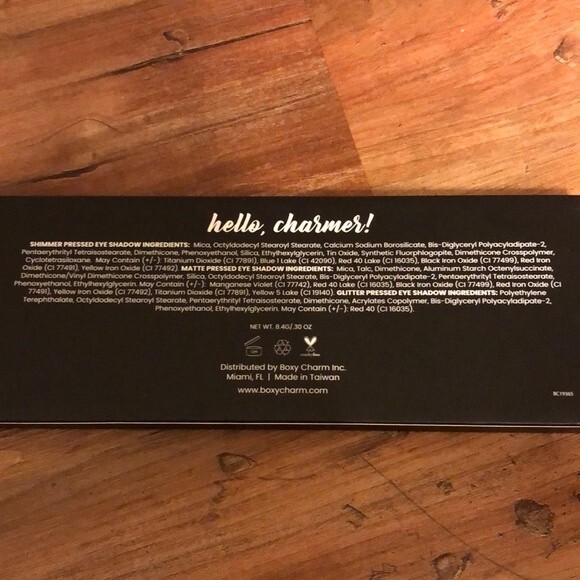 hello, charmer!
SHIMMER PRESSED EYE SHADOW INGREDIENTS: Mica, Octyldodecyl Stearoyl Stearate, Calcium Sodium Borosilicate, Bis-Diglyceryl Polyacyladipate-2,
Pentaerythrityl Tetraisostearate, Dimethicone, Phenoxyethanol, Silica, Ethylhexylglycerin, Tin Oxide, Synthetic Fluorphlogopite, Dimethicone Crosspolymer,
Cyclotetrasiloxane. May Contain (+/-): Titanium Dioxide (CI 77891), Blue 1 Lake (CI 42090), Red 40 Lake (CI 16035), Black Iron Oxide (CI 77499), Red Iron
Oxide (CI 77491), Yellow Iron Oxide (CI 77492). MATTE PRESSED EYE SHADOW INGREDIENTS: Mica, Talc, Dimethicone, Aluminum Starch Octenylsuccinate,
Dimethicone/Vinyl Dimethicone Crosspolymer, Silica, Octyldodecyl Stearoyl Stearate, Bis-Diglyceryl Polyacyladipate-2, Pentaerythrityl Tetraisostearate,
Phenoxyethanol, Ethylhexylglycerin. May Contain (+/-): Manganese Violet (CI 77742), Red 40 Lake (CI 16035), Black Iron Oxide (CI 77499), Red Iron Oxide (CI
77491), Yellow Iron Oxide (CI 77492), Titanium Dioxide (CI 77891), Yellow 5 Lake (CI 19140). GLITTER PRESSED EYE SHADOW INGREDIENTS: Polyethylene
Terephthalate, Octyldodecyl Stearoyl Stearate, Pentaerythrityl Tetraisostearate, Dimethicone, Acrylates Copolymer, Bis-Diglyceryl Polyacyladipate-2,
Phenoxyethanol, Ethylhexylglycerin. May Contain (+/-): Red 40 (CI 16035).
NET WT. 8.4G/.30 OZ
Distributed by Boxy Charm Inc.
Miami, FL | Made in Taiwan
www.boxycharm.com
BC19365